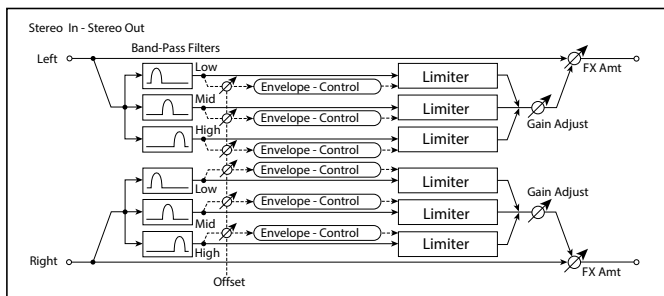 Stereo In - Stereo Out
Band-Pass Filters
Left
Low
Limiter
FX Amt
Envelope - Control
Mid
Limiter
Envelope - Control
Gain Adjust
High
Limiter
Envelope - Control
Envelope - Control
Limiter
Low
Gain Adjust
Envelope - Control
Limiter
Mid
Envelope - Control
Limiter
High
Right
FX Amt
Offset